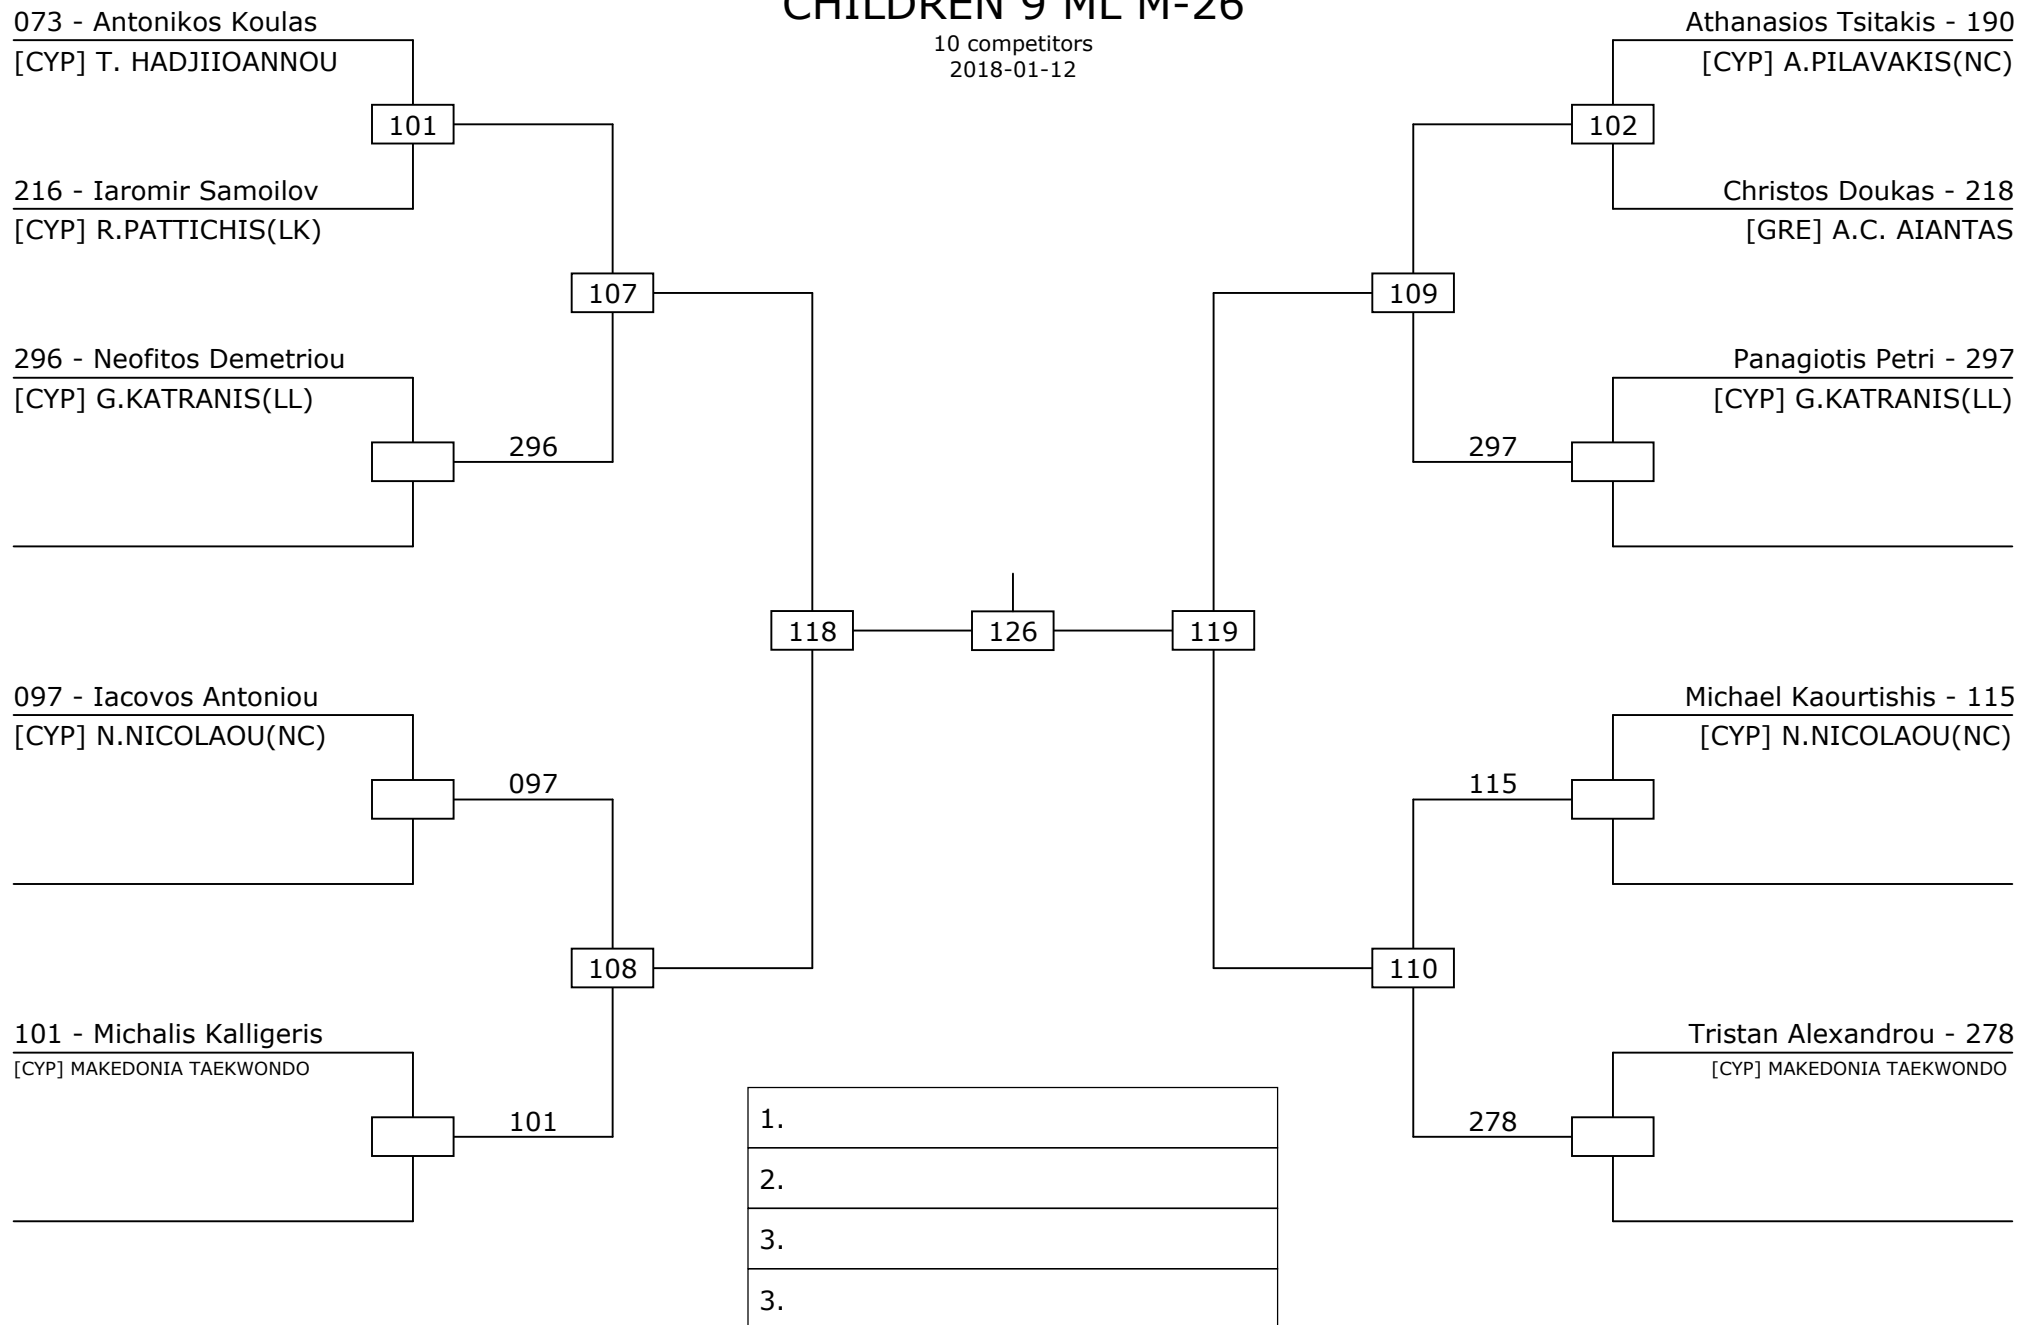 CHILDREN 9 ML M-26
10 competitors
2018-01-12
073 - Antonikos Koulas
[CYP] T. HADJIIOANNOU
101
216 - Iaromir Samoilov
[CYP] R.PATTICHIS(LK)
107
296 - Neofitos Demetriou
[CYP] G.KATRANIS(LL)
296
118
097 - Iacovos Antoniou
[CYP] N.NICOLAOU(NC)
097
108
101 - Michalis Kalligeris
[CYP] MAKEDONIA TAEKWONDO
101
126
Athanasios Tsitakis - 190
[CYP] A.PILAVAKIS(NC)
102
Christos Doukas - 218
[GRE] A.C. AIANTAS
109
Panagiotis Petri - 297
[CYP] G.KATRANIS(LL)
297
119
Michael Kaourtishis - 115
[CYP] N.NICOLAOU(NC)
115
110
Tristan Alexandrou - 278
[CYP] MAKEDONIA TAEKWONDO
278
1.
2.
3.
3.